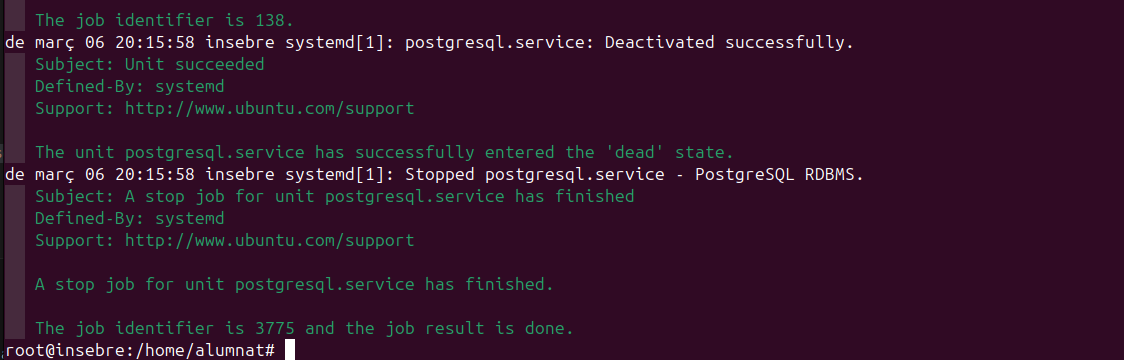 The job identifier is 138.
de març 06 20:15:58 insebre systemd[1]: postgresql.service: Deactivated successfully.
Subject: Unit succeeded
Defined-By: systemd
Support: http://www.ubuntu.com/support
The unit postgresql.service has successfully entered the 'dead' state.
de març 06 20:15:58 insebre systemd[1]: Stopped postgresql.service - PostgreSQL RDBMS.
Subject: A stop job for unit postgresql.service has finished
Defined-By: systemd
Support: http://www.ubuntu.com/support
A stop job for unit postgresql.service has finished.
The job identifier is 3775 and the job result is done.
root@insebre:/home/alumnat#